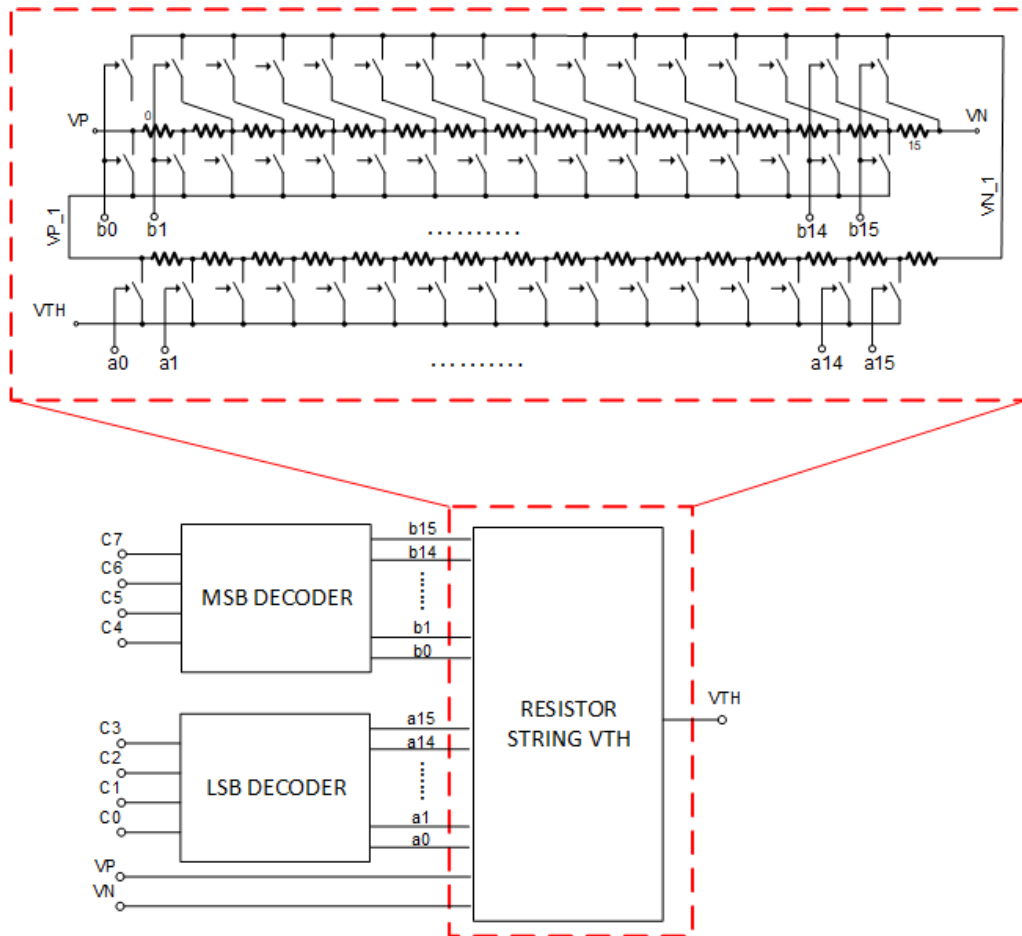 0
VP
VN
15
VP_1
VN_1
b0 b1 .......... b14 b15
VTH
a0 a1 .......... a14 a15
C7
C6
C5
C4
MSB DECODER
b15
b14
b1
b0
C3
C2
C1
C0
LSB DECODER
a15
a14
a1
a0
VP
VN
RESISTOR
STRING VTH
VTH